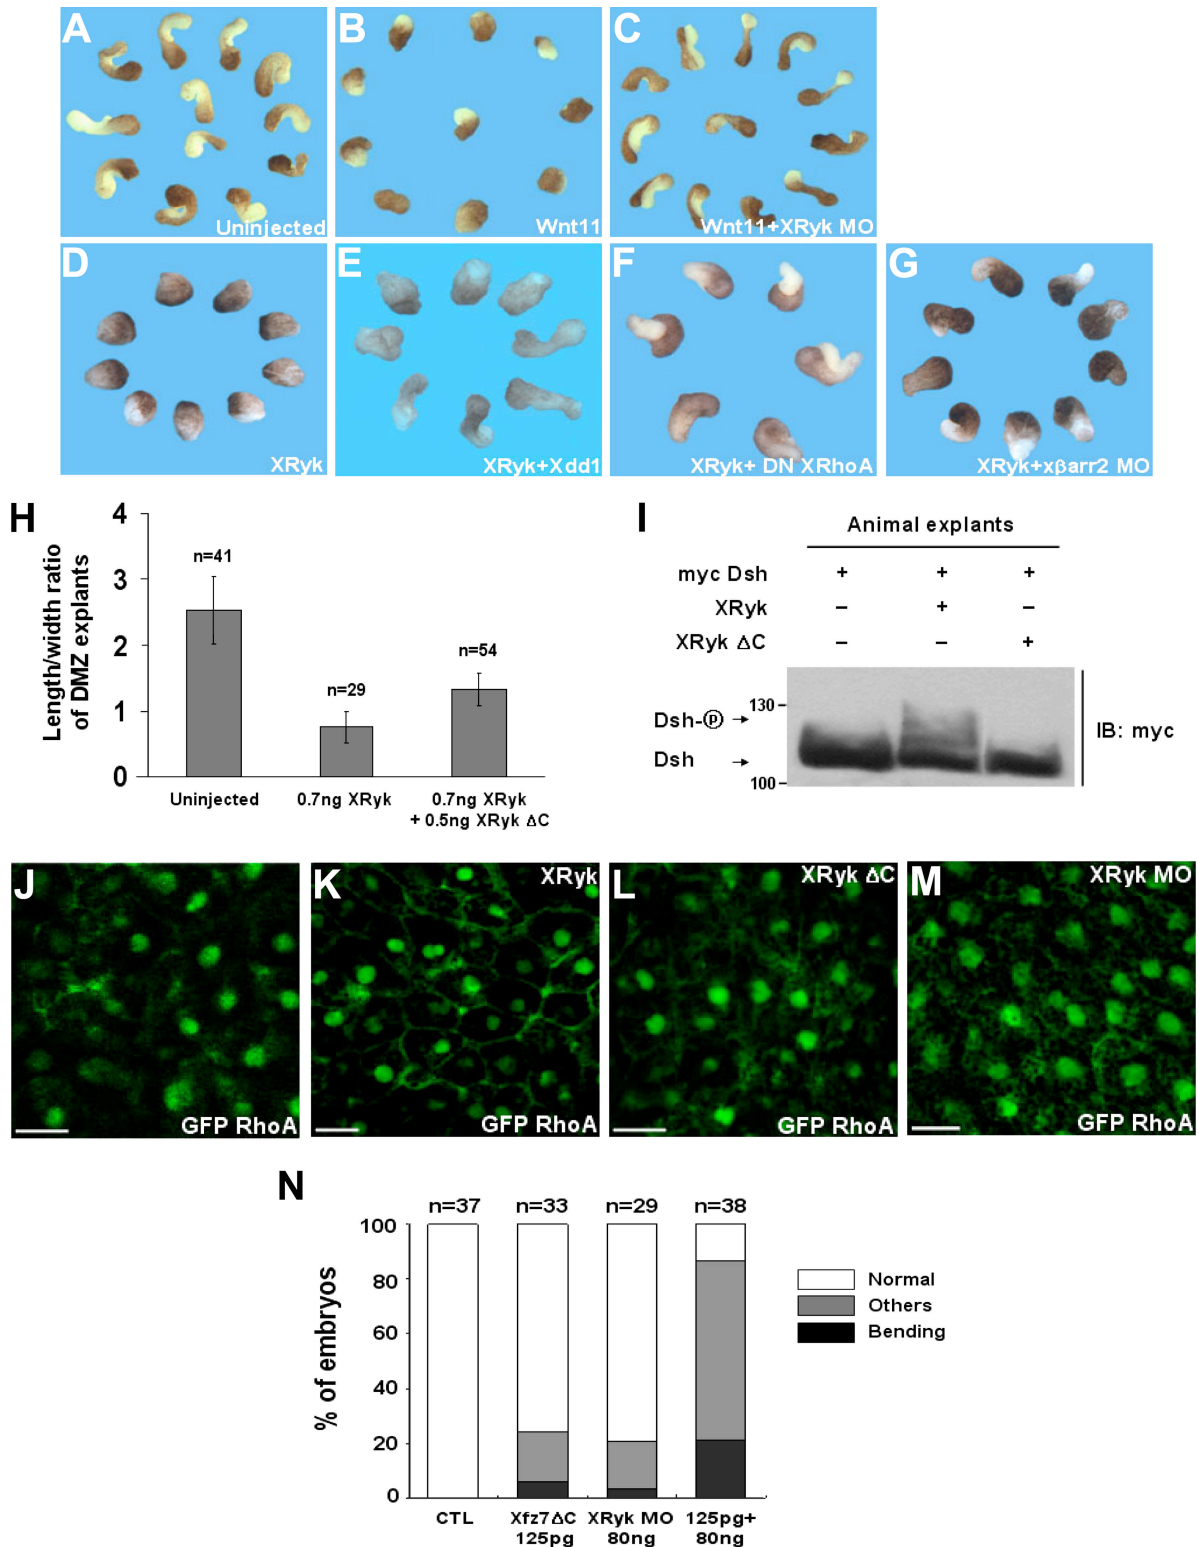 A
B
C
Uninjected
Wnt11
Wnt11+XRyk MO
D
E
F
G
XRyk
XRyk+Xdd1
XRyk+ DN XRhoA
XRyk+xβarr2 MO
H
Length/width ratio
of DMZ explants
4
3
2
1
0
n=41
n=29
n=54
Uninjected
0.7ng XRyk
0.7ng XRyk
+ 0.5ng XRyk ΔC
I
Animal explants
myc Dsh + + +
XRyk – + –
XRyk ΔC – – +
Dsh-ⓟ → 130
Dsh →
100
IB: myc
J
K
XRyk
L
XRyk ΔC
M
XRyk MO
GFP RhoA
GFP RhoA
GFP RhoA
GFP RhoA
N
n=37 n=33 n=29 n=38
% of embryos
100
80
60
40
20
0
CTL
Xfz7ΔC
125pg
XRyk MO
80ng
125pg+
80ng
Normal
Others
Bending